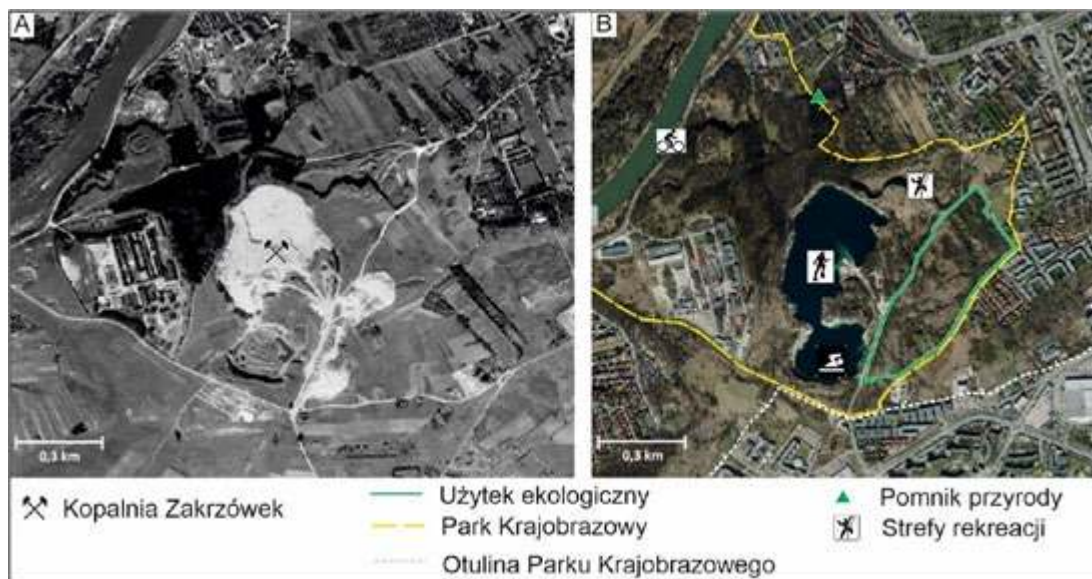 A
B
0,3 km
0,3 km
Kopalnia Zakrzówek
Użytek ekologiczny
Park Krajobrazowy
Otulina Parku Krajobrazowego
Pomnik przyrody
Strefy rekreacji